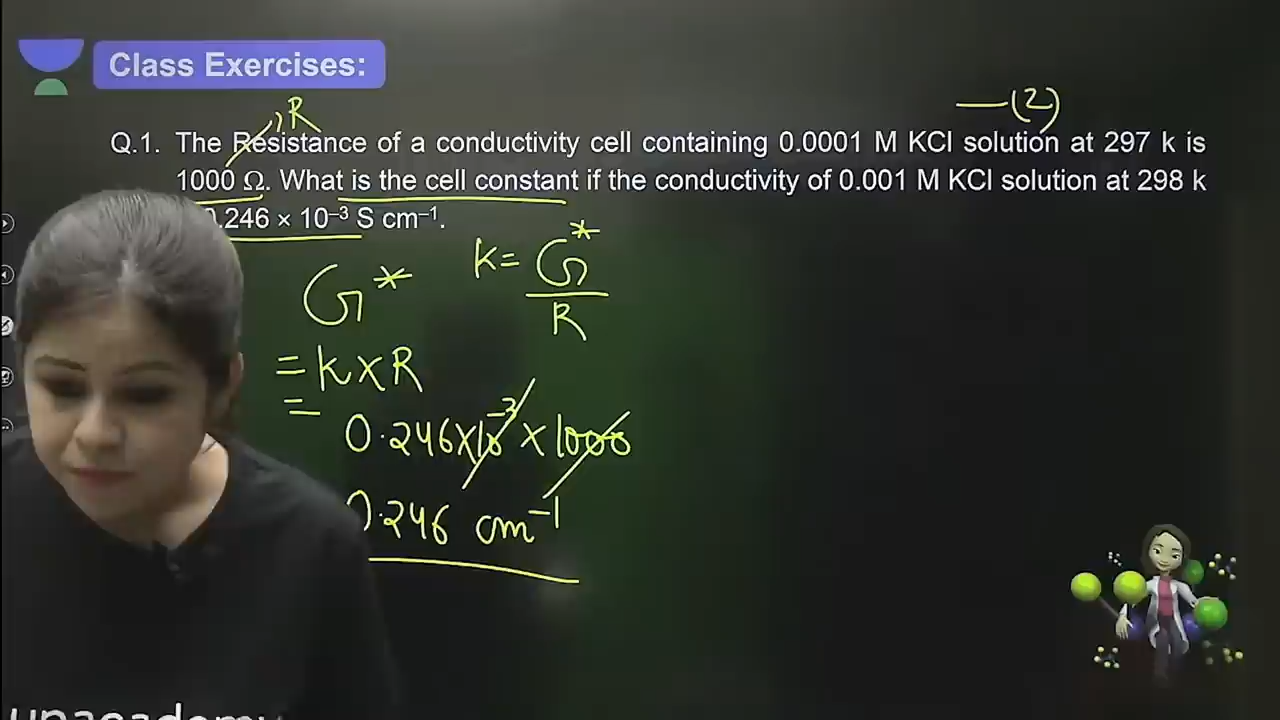 Class Exercises:
R
—(2)
Q.1. The Resistance of a conductivity cell containing 0.0001 M KCl solution at 297 k is
1000 Ω. What is the cell constant if the conductivity of 0.001 M KCl solution at 298 k
.246 × 10⁻³ S cm⁻¹.
G* K = G*/R
= K × R
=
0.246 × 10⁻³ × 1000
0.246 cm⁻¹
unacademy